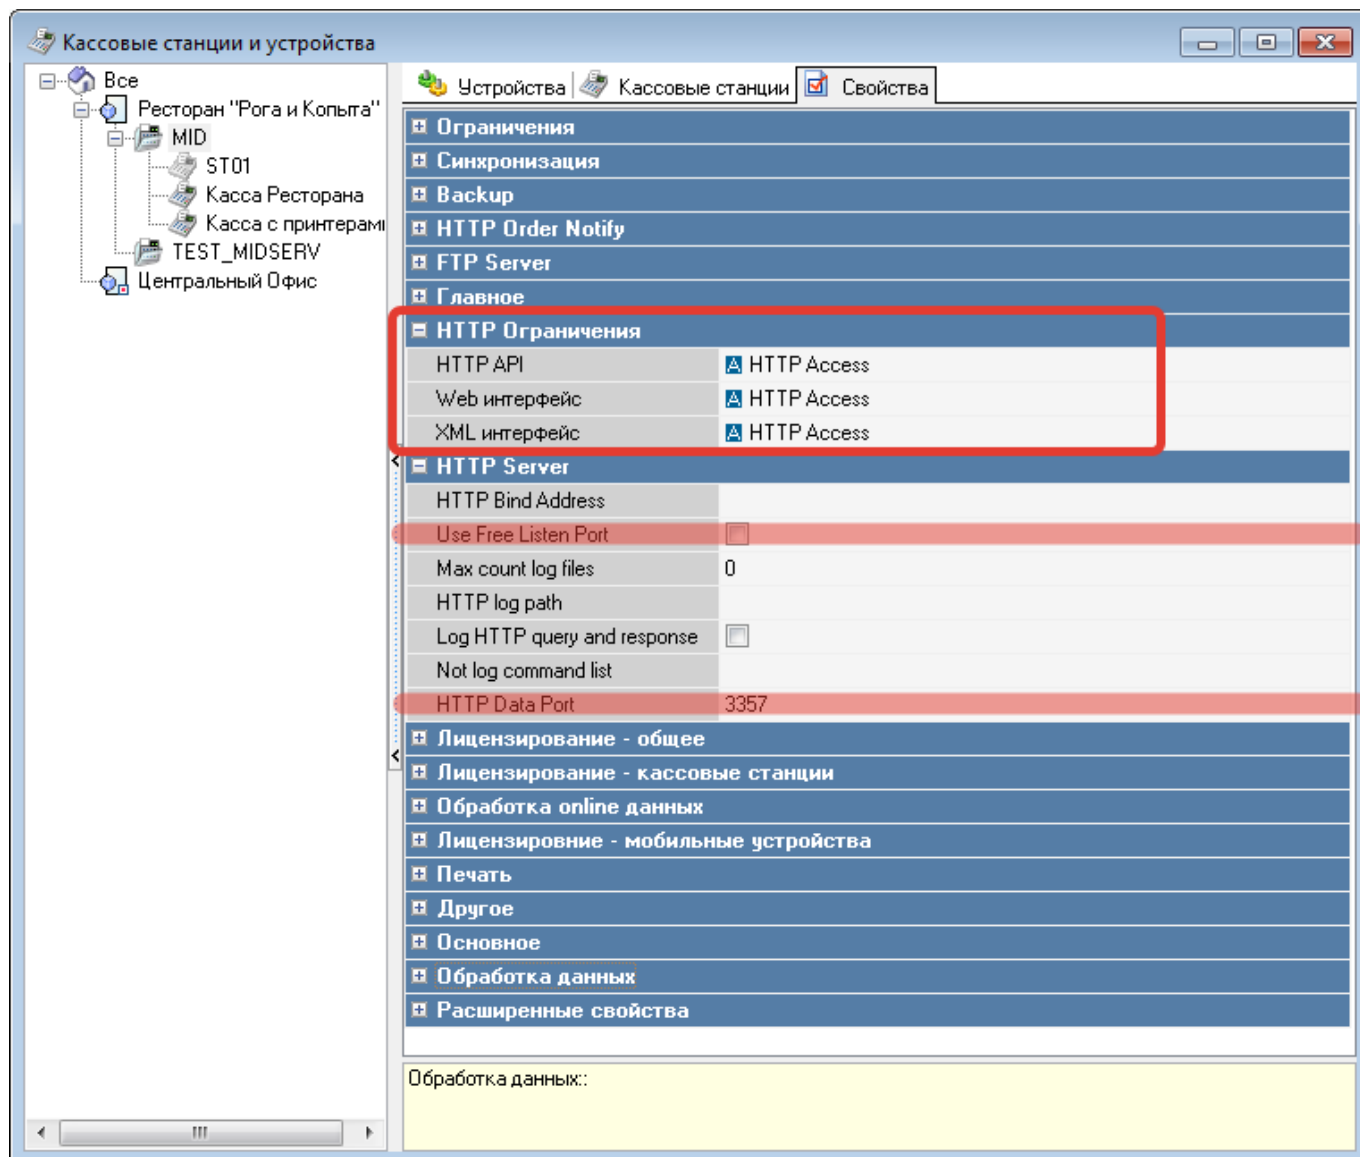 Кассовые станции и устройства
Все
Ресторан "Рога и Копыта"
MID
ST01
Касса Ресторана
Касса с принтерами
TEST_MIDSERV
Центральный Офис
Устройства Кассовые станции Свойства
Ограничения
Синхронизация
Backup
HTTP Order Notify
FTP Server
Главное
HTTP Ограничения
HTTP API A HTTP Access
Web интерфейс A HTTP Access
XML интерфейс A HTTP Access
HTTP Server
HTTP Bind Address
Use Free Listen Port
Max count log files 0
HTTP log path
Log HTTP query and response
Not log command list
HTTP Data Port 3357
Лицензирование - общее
Лицензирование - кассовые станции
Обработка online данных
Лицензировние - мобильные устройства
Печать
Другое
Основное
Обработка данных
Расширенные свойства
Обработка данных::